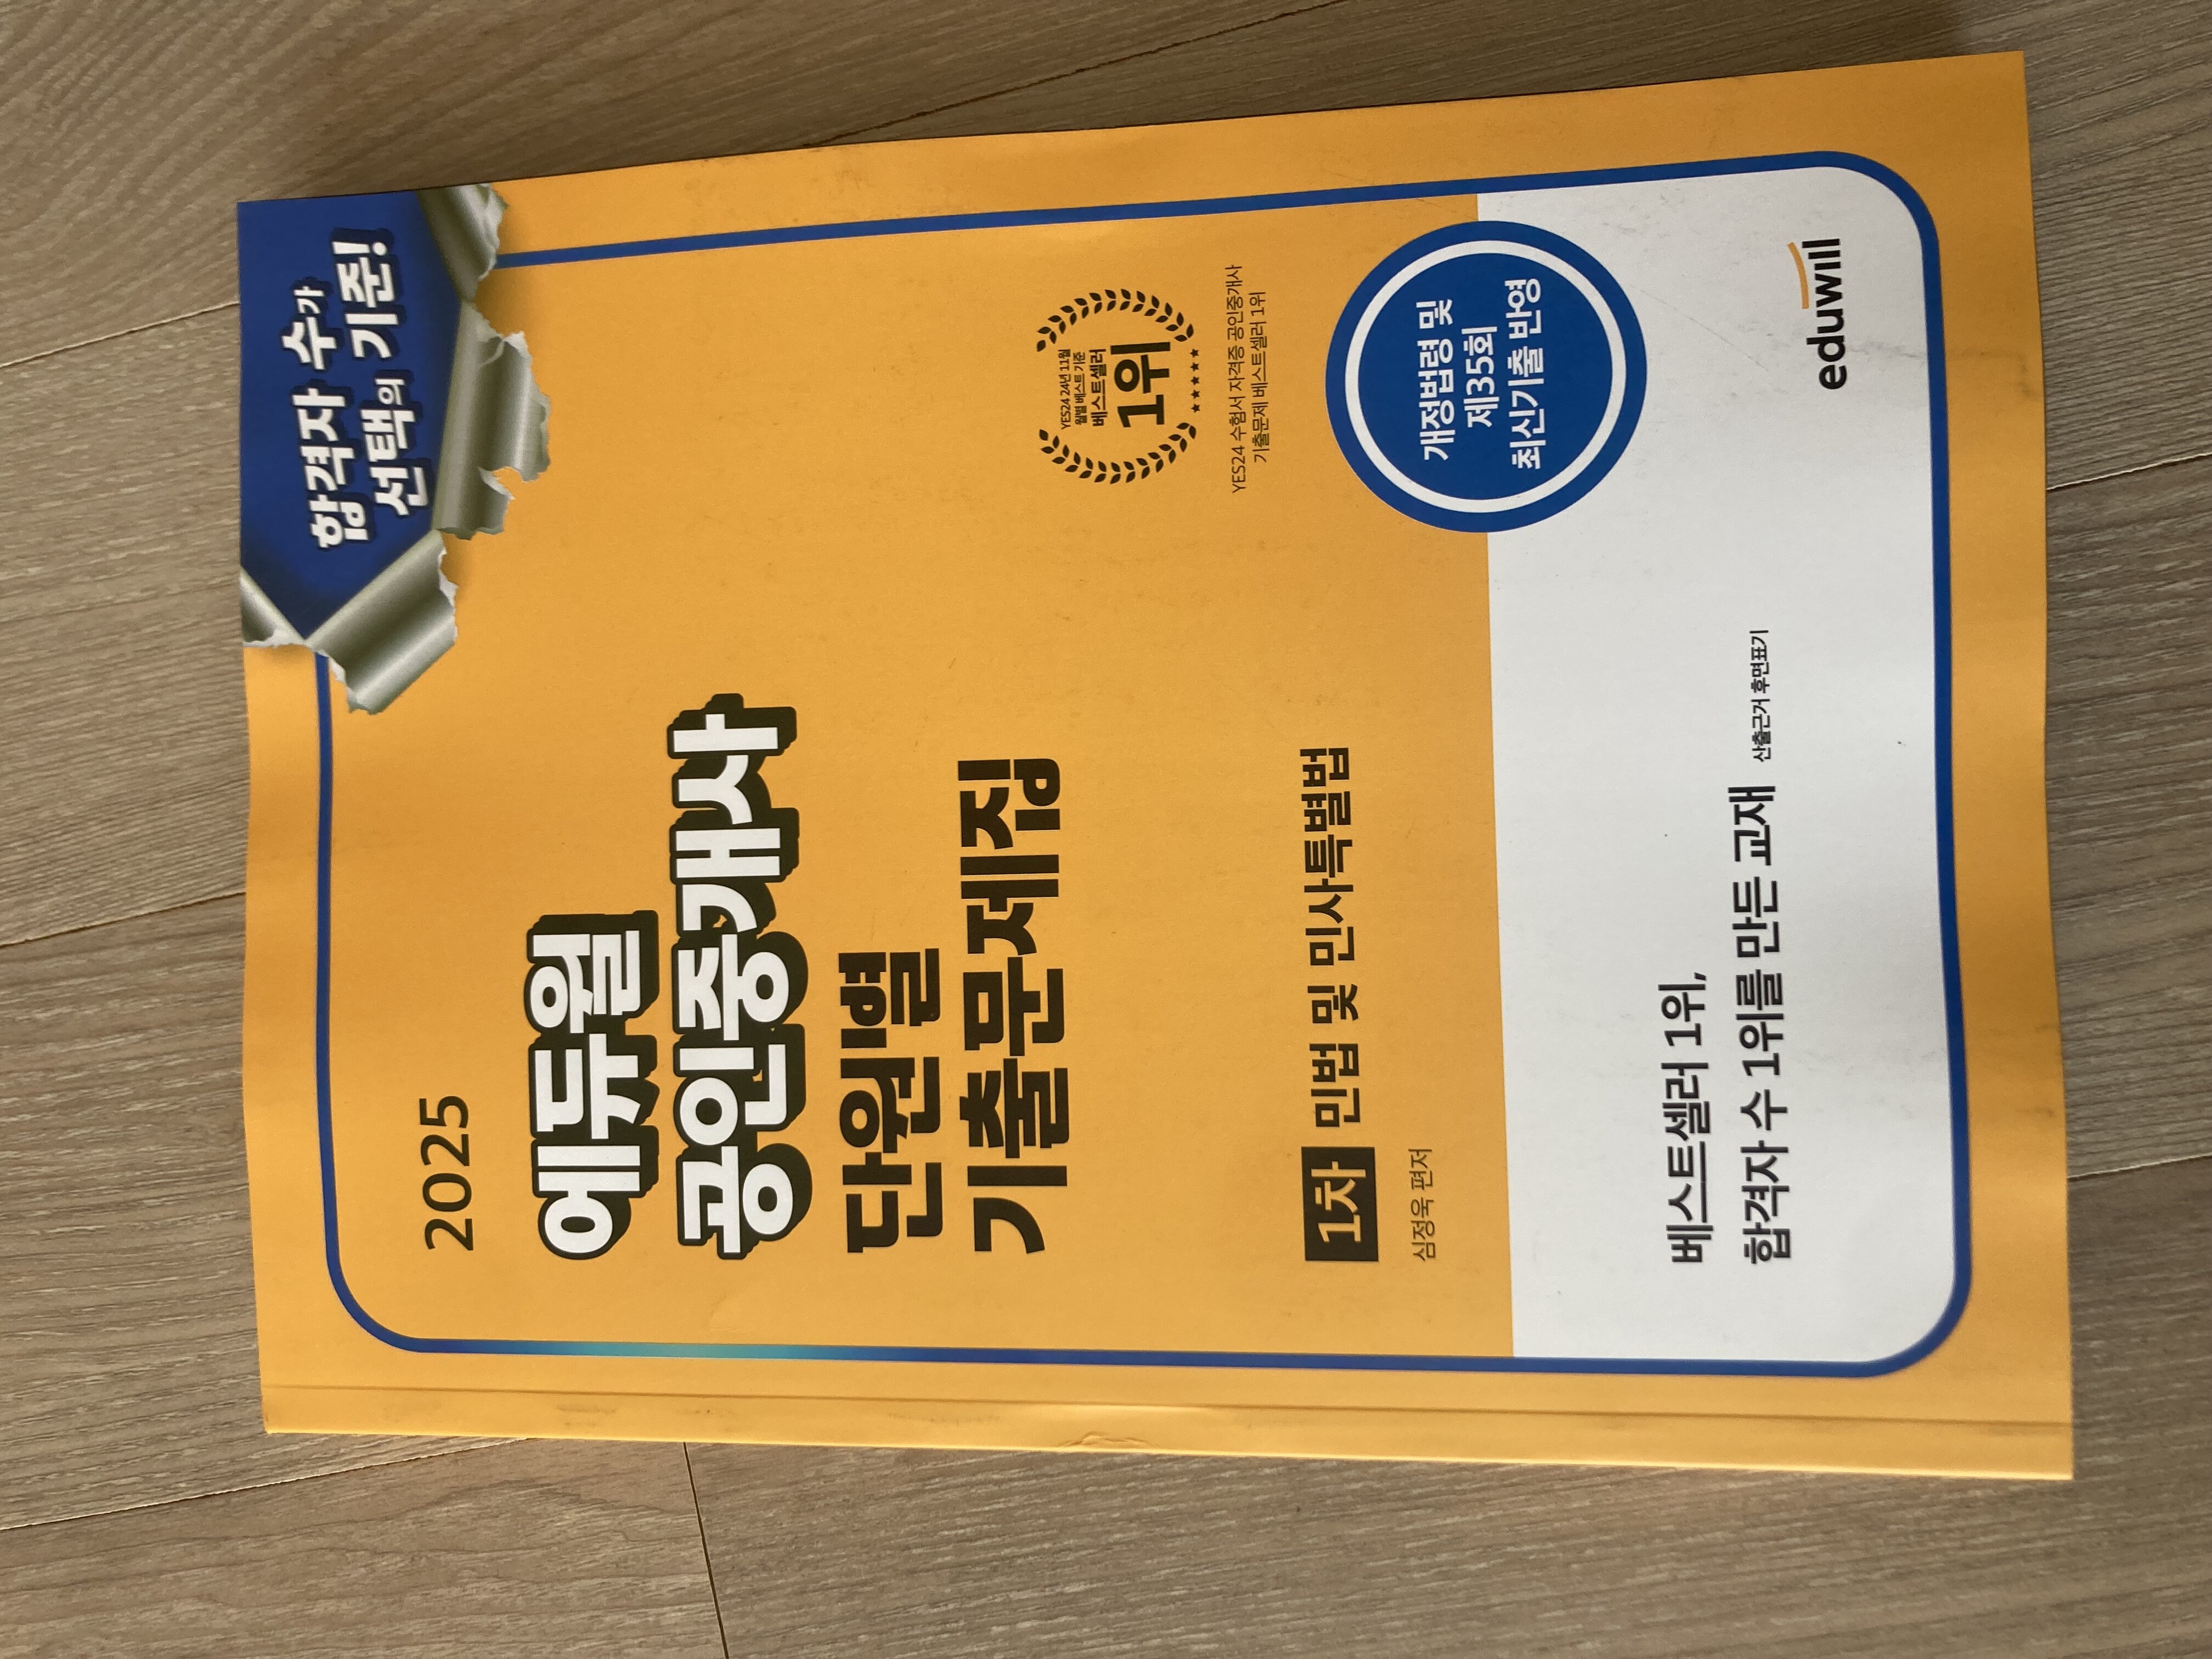 합격자 수가
선택의 기준!
2025
에듀윌
공인중개사
단원별
기출문제집
YES24 24년 11월
월별 베스트 기준
베스트셀러
1위
★★★★★
YES24 수험서 자격증 공인중개사
기출문제 베스트셀러 1위
1차 민법 및 민사특별법
심정욱 편저
개정법령 및
제35회
최신기출 반영
베스트셀러 1위,
합격자 수 1위를 만든 교재 산출근거 후면표기
eduwill